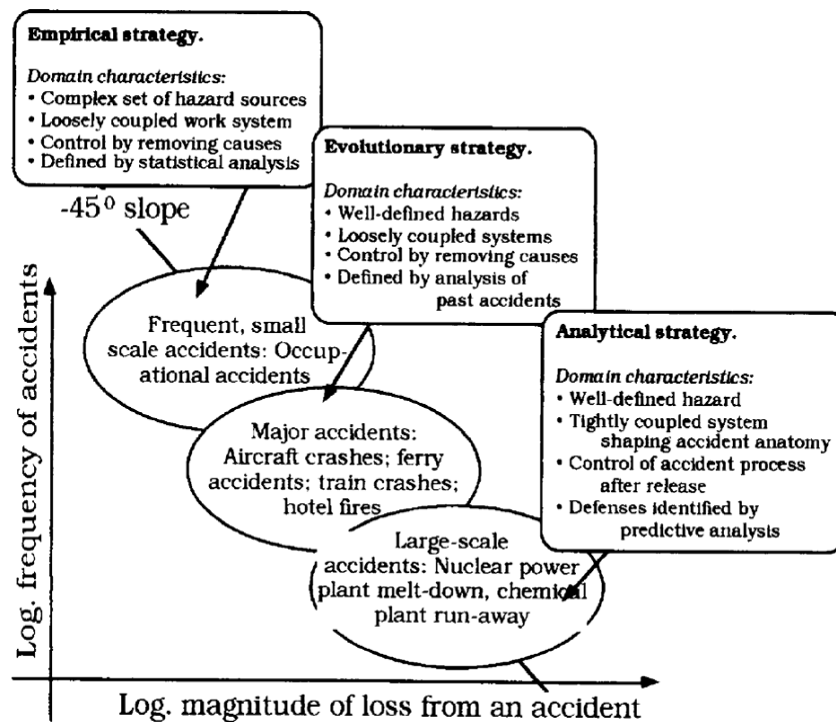 Empirical strategy.
Domain characteristics:
• Complex set of hazard sources
• Loosely coupled work system
• Control by removing causes
• Defined by statistical analysis
-45⁰ slope
Evolutionary strategy.
Domain characteristics:
• Well-defined hazards
• Loosely coupled systems
• Control by removing causes
• Defined by analysis of
past accidents
Analytical strategy.
Domain characteristics:
• Well-defined hazard
• Tightly coupled system
shaping accident anatomy
• Control of accident process
after release
• Defenses identified by
predictive analysis
Frequent, small
scale accidents: Occup-
ational accidents
Major accidents:
Aircraft crashes; ferry
accidents; train crashes;
hotel fires
Large-scale
accidents: Nuclear power
plant melt-down, chemical
plant run-away
Log. frequency of accidents
Log. magnitude of loss from an accident